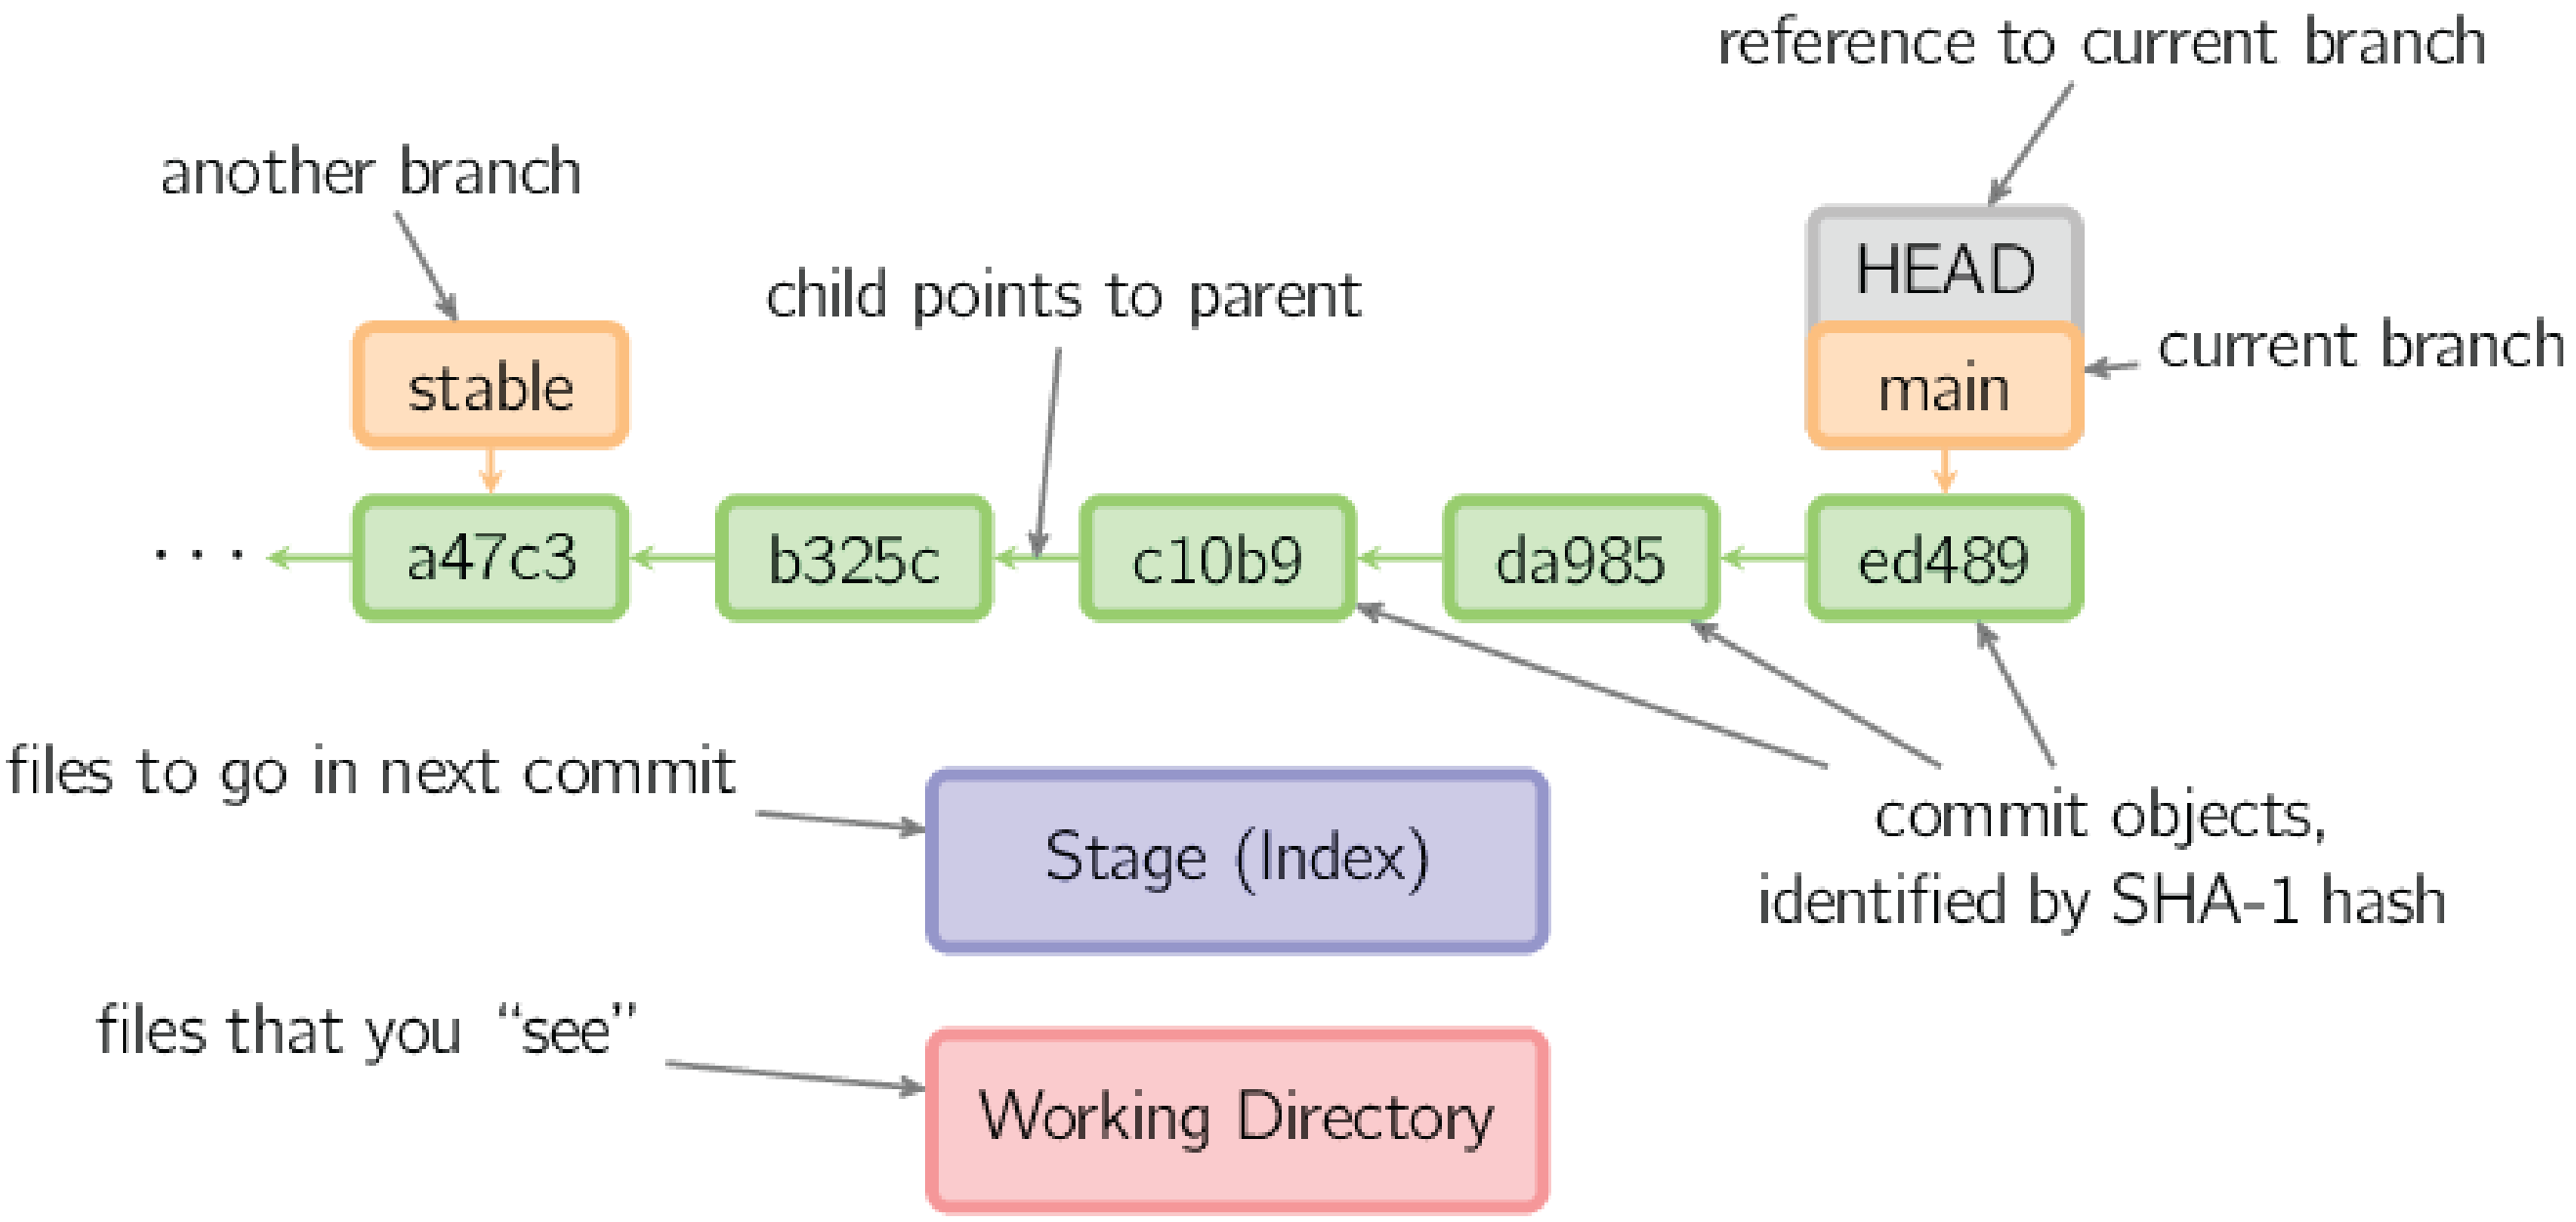 reference to current branch
another branch
HEAD
child points to parent
current branch
stable
main
· · ·
a47c3
b325c
c10b9
da985
ed489
files to go in next commit
Stage (Index)
commit objects,
identified by SHA-1 hash
files that you “see”
Working Directory